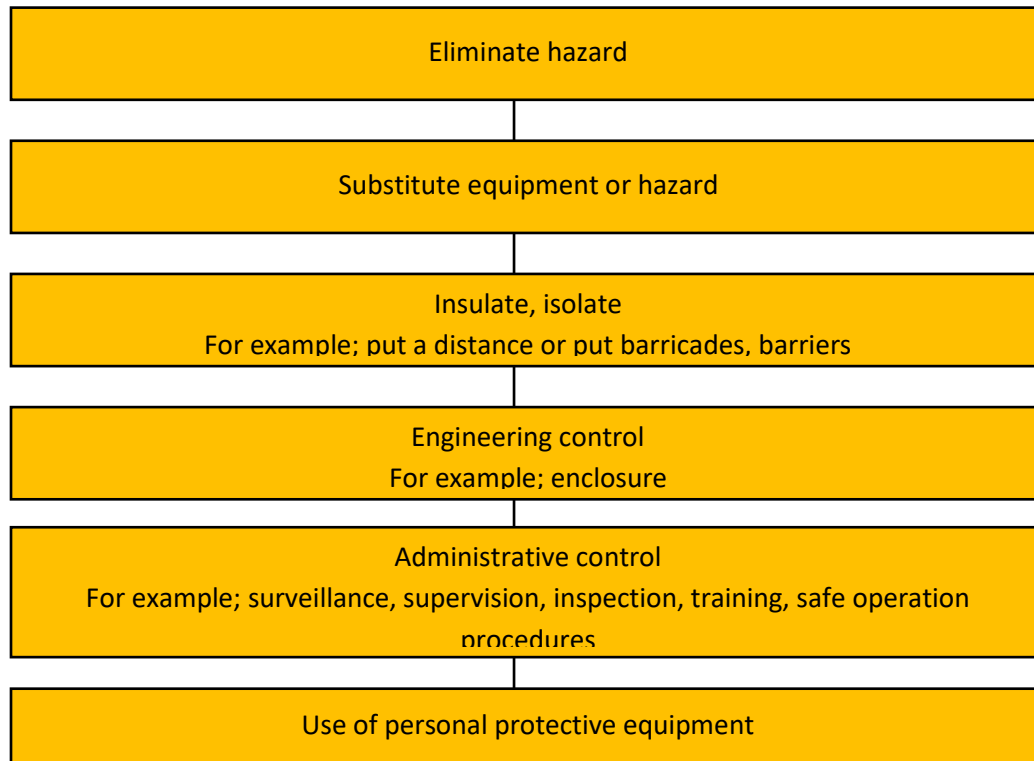 Eliminate hazard
Substitute equipment or hazard
Insulate, isolate
For example; put a distance or put barricades, barriers
Engineering control
For example; enclosure
Administrative control
For example; surveillance, supervision, inspection, training, safe operation
procedures
Use of personal protective equipment